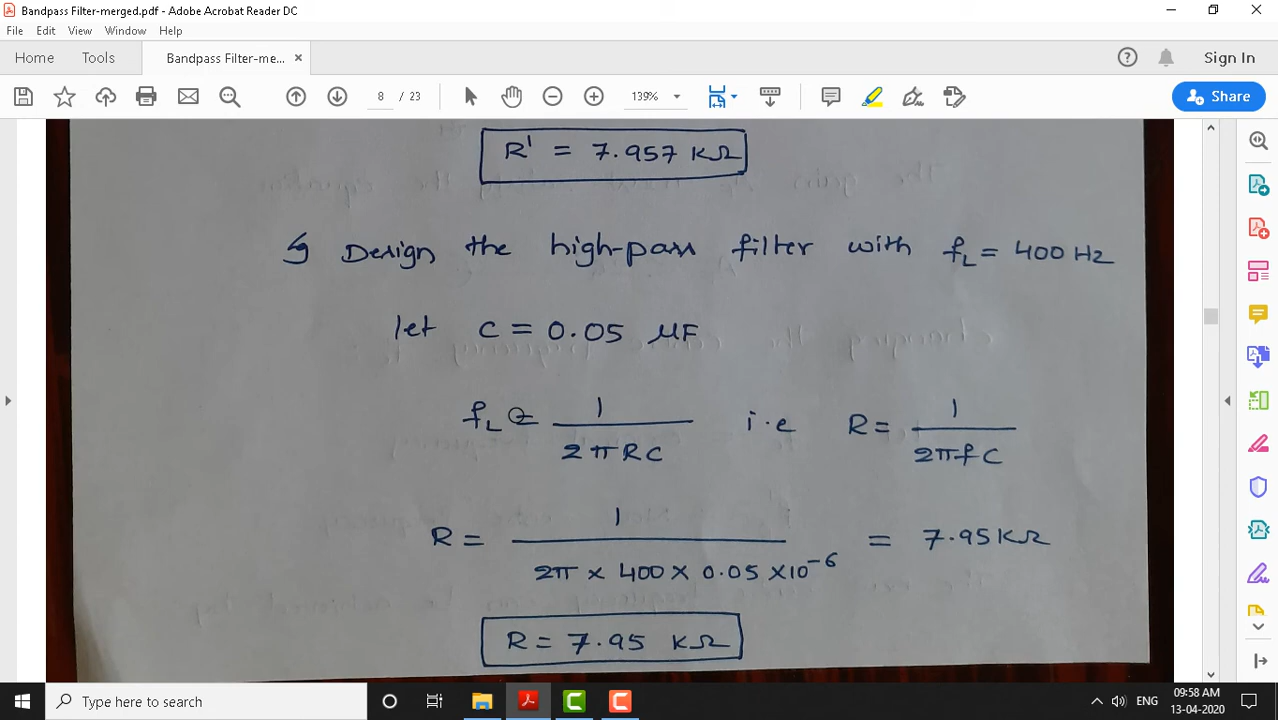 Bandpass Filter-merged.pdf - Adobe Acrobat Reader DC
File Edit View Window Help
Home Tools Bandpass Filter-me... × Sign In
8 / 23 139% Share
R' = 7.957 KΩ
Design the high-pass filter with fL = 400 Hz
let C = 0.05 μF
fL = 1 / 2πRC i.e R = 1 / 2πfC
R = 1 / 2π × 400 × 0.05 × 10⁻⁶ = 7.95 KΩ
R = 7.95 KΩ
Type here to search
ENG
09:58 AM
13-04-2020